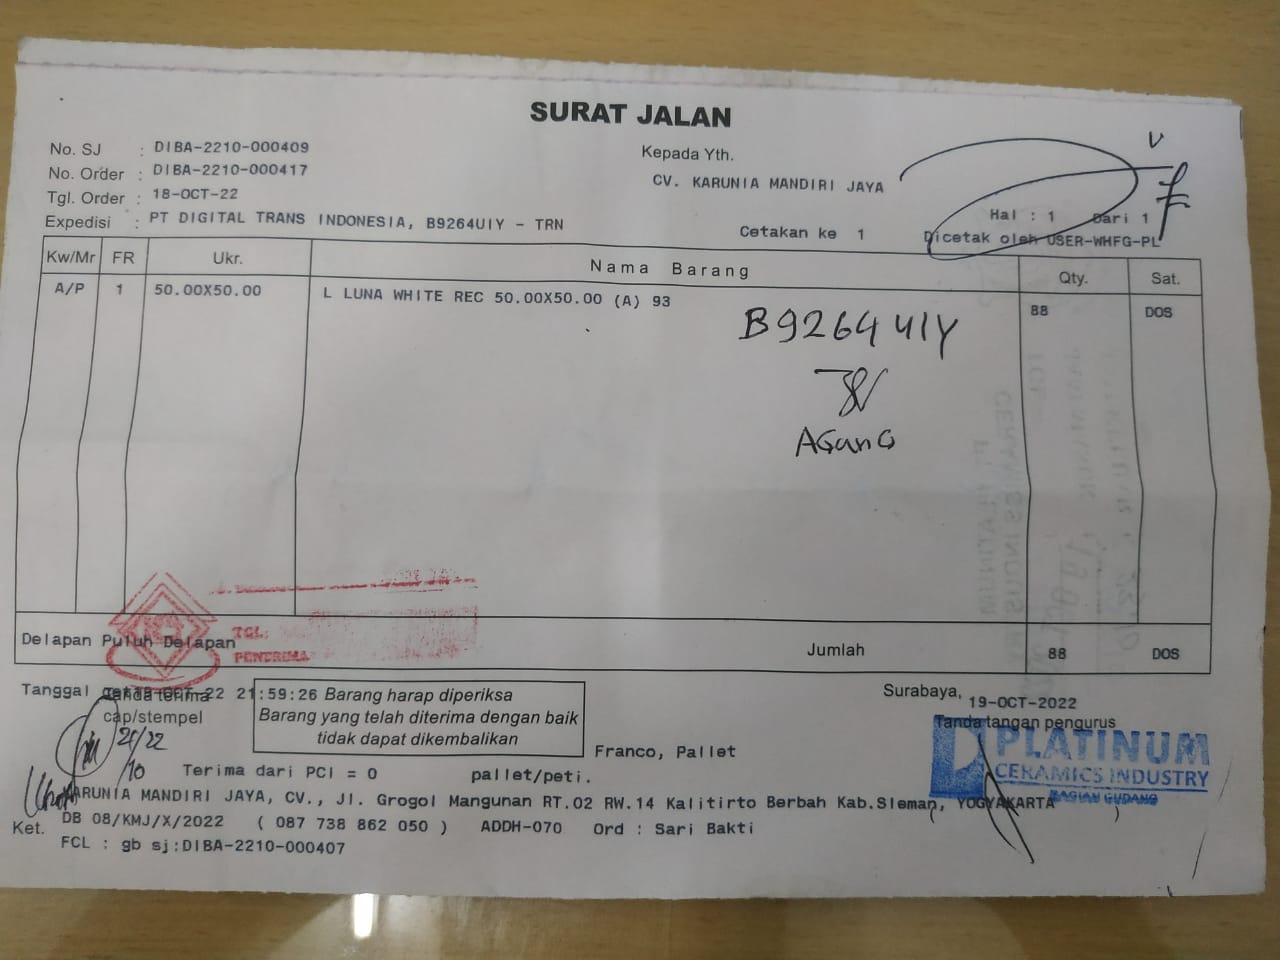 SURAT JALAN
No. SJ : DIBA-2210-000409
No. Order : DIBA-2210-000417
Tgl. Order : 18-OCT-22
Expedisi : PT DIGITAL TRANS INDONESIA, B9264UIY - TRN
Kepada Yth.
CV. KARUNIA MANDIRI JAYA
Hal : 1 Dari 1
Cetakan ke 1 Dicetak oleh USER-WHFG-PL
Kw/Mr FR Ukr. Nama Barang Qty. Sat.
A/P 1 50.00X50.00 L LUNA WHITE REC 50.00X50.00 (A) 93 88 DOS
B9264 UIY
AGUNG
TGL:
PENERIMA
Delapan Puluh Delapan Jumlah 88 DOS
Tanggal 22 21:59:26
Tanda terima
cap/stempel
Barang harap diperiksa
Barang yang telah diterima dengan baik
tidak dapat dikembalikan
Surabaya, 19-OCT-2022
Tanda tangan pengurus
PLATINUM
CERAMICS INDUSTRY
BAGIAN GUDANG
21/22
/10
Franco, Pallet
Terima dari PCI = 0 pallet/peti.
KARUNIA MANDIRI JAYA, CV., Jl. Grogol Mangunan RT.02 RW.14 Kalitirto Berbah Kab.Sleman, YOGYAKARTA
( )
Ket. DB 08/KMJ/X/2022 ( 087 738 862 050 ) ADDH-070 Ord : Sari Bakti
FCL : gb sj:DIBA-2210-000407